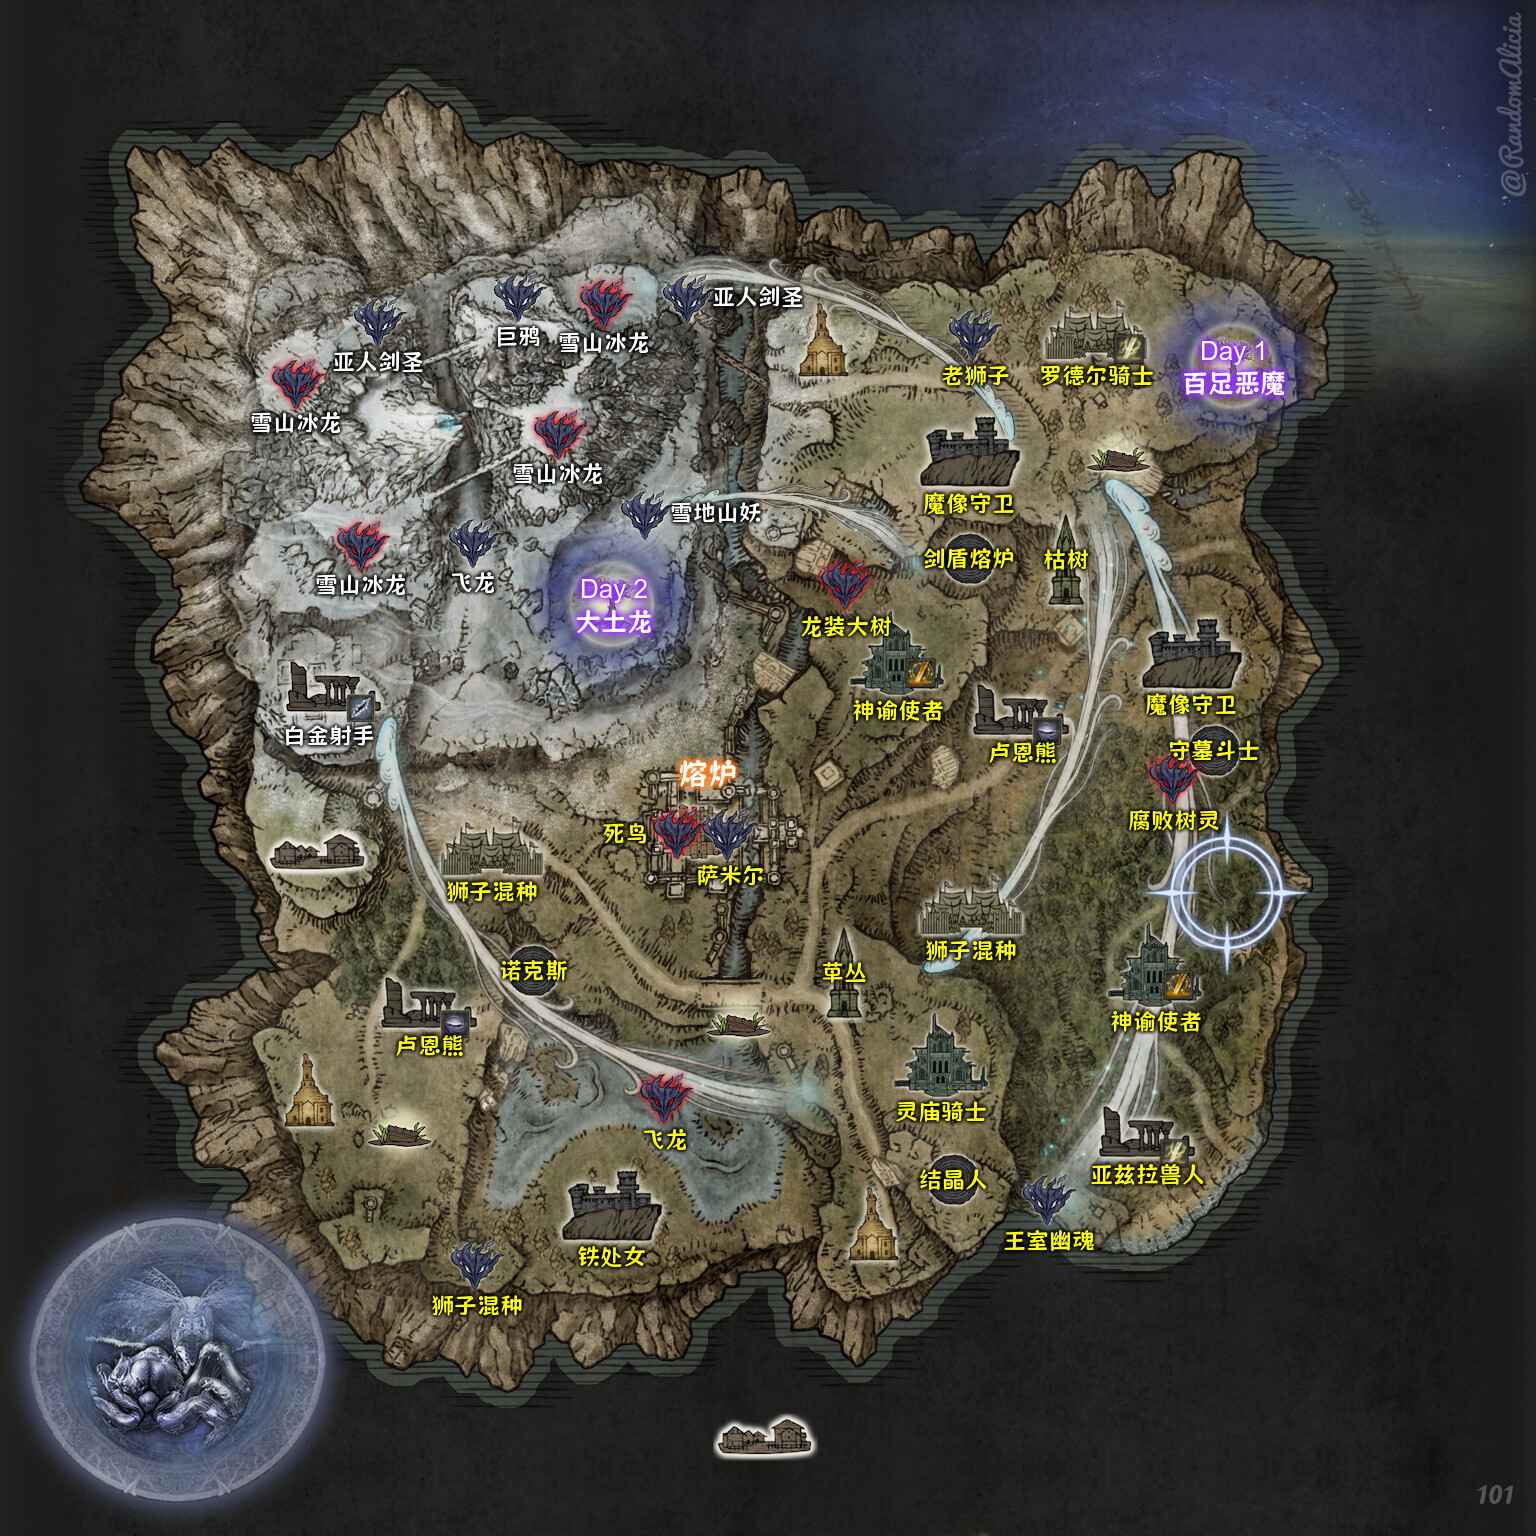 @RandomAlicia
亚人剑圣
巨鸦
雪山冰龙
亚人剑圣
老狮子
罗德尔骑士
Day 1
百足恶魔
雪山冰龙
雪山冰龙
魔像守卫
雪地山妖
剑盾熔炉
枯树
雪山冰龙
飞龙
Day 2
大土龙
龙装大树
神谕使者
魔像守卫
白金射手
卢恩熊
守墓斗士
熔炉
死鸟
萨米尔
腐败树灵
狮子混种
狮子混种
诺克斯
草丛
神谕使者
卢恩熊
灵庙骑士
飞龙
结晶人
亚兹拉兽人
王室幽魂
铁处女
狮子混种
101